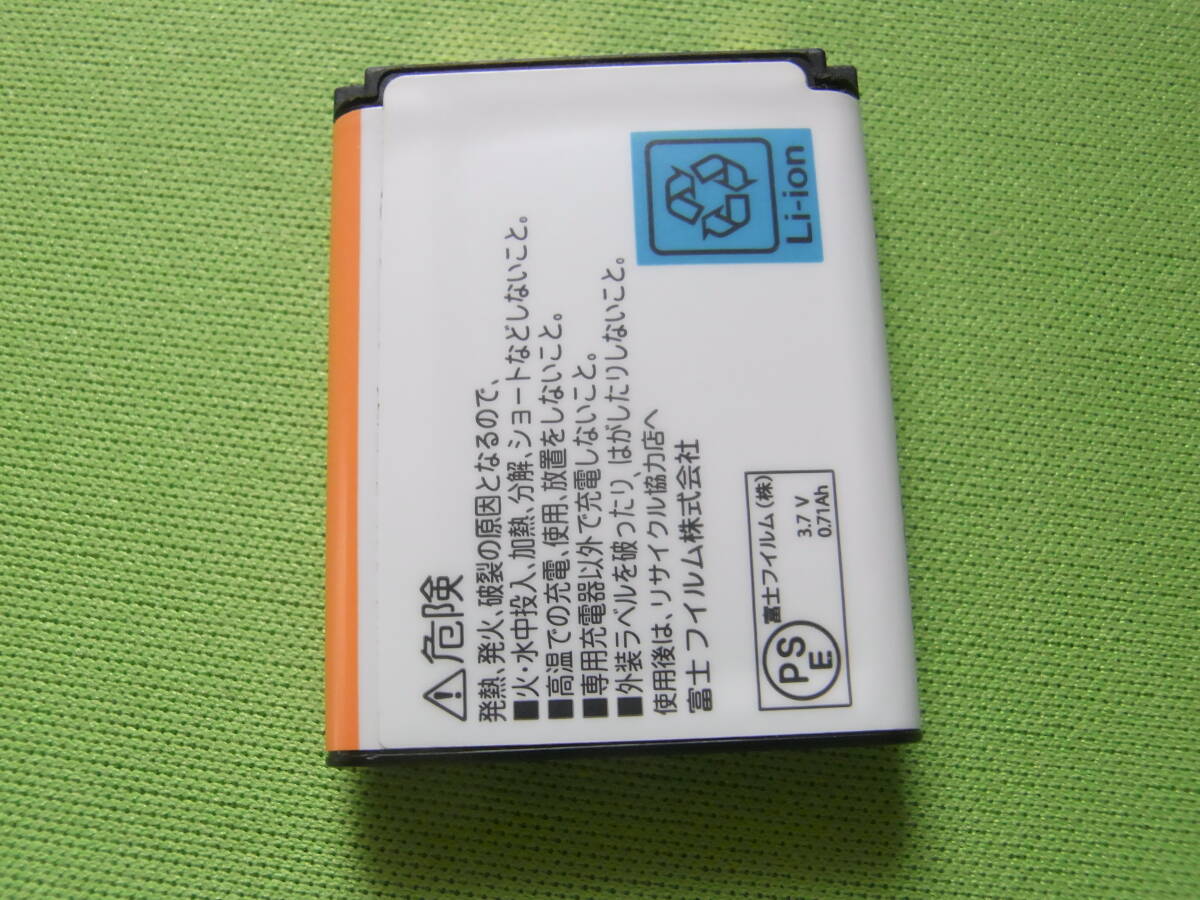 ⚠危険
発熱、発火、破裂の原因となるので、
■火・水中投入、加熱、分解、ショートなどしないこと。
■高温での充電、使用、放置をしないこと。
■専用充電器以外で充電しないこと。
■外装ラベルを破ったり、はがしたりしないこと。
使用後は、リサイクル協力店へ
富士フイルム株式会社
Li-ion
PS
E
富士フイルム(株)
3.7 V
0.71Ah